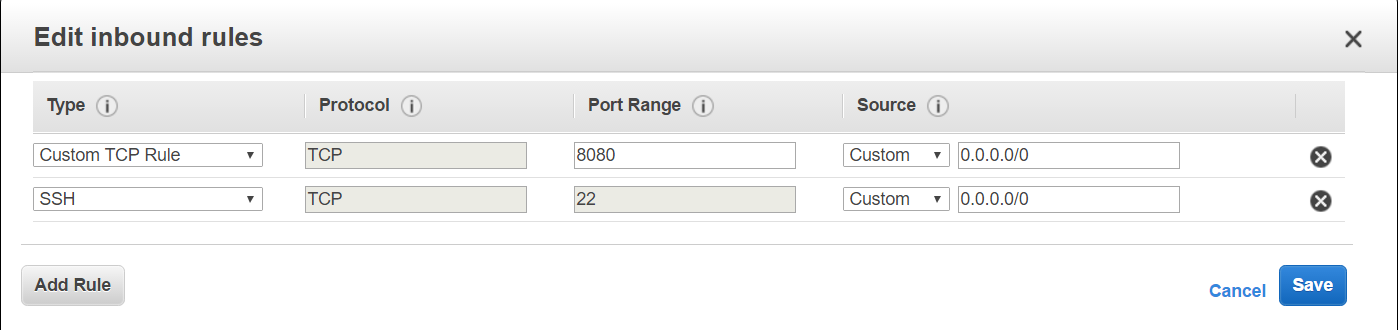 Edit inbound rules
Type Protocol Port Range Source
Custom TCP Rule TCP 8080 Custom 0.0.0.0/0
SSH TCP 22 Custom 0.0.0.0/0
Add Rule Cancel Save